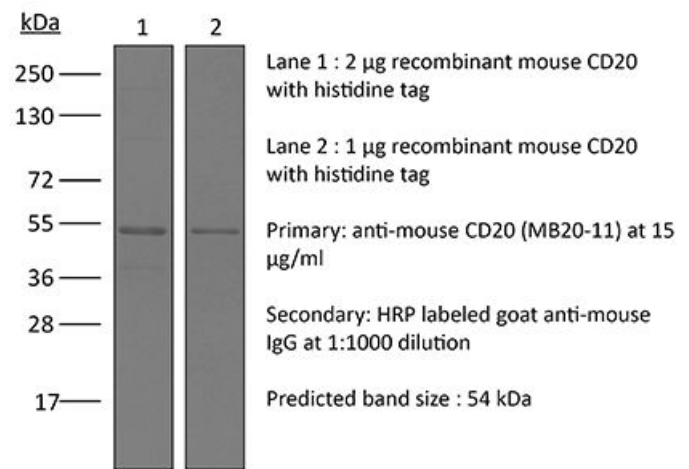 kDa
1 2
250
130
72
55
36
28
17
Lane 1 : 2 µg recombinant mouse CD20
with histidine tag
Lane 2 : 1 µg recombinant mouse CD20
with histidine tag
Primary: anti-mouse CD20 (MB20-11) at 15
µg/ml
Secondary: HRP labeled goat anti-mouse
IgG at 1:1000 dilution
Predicted band size : 54 kDa